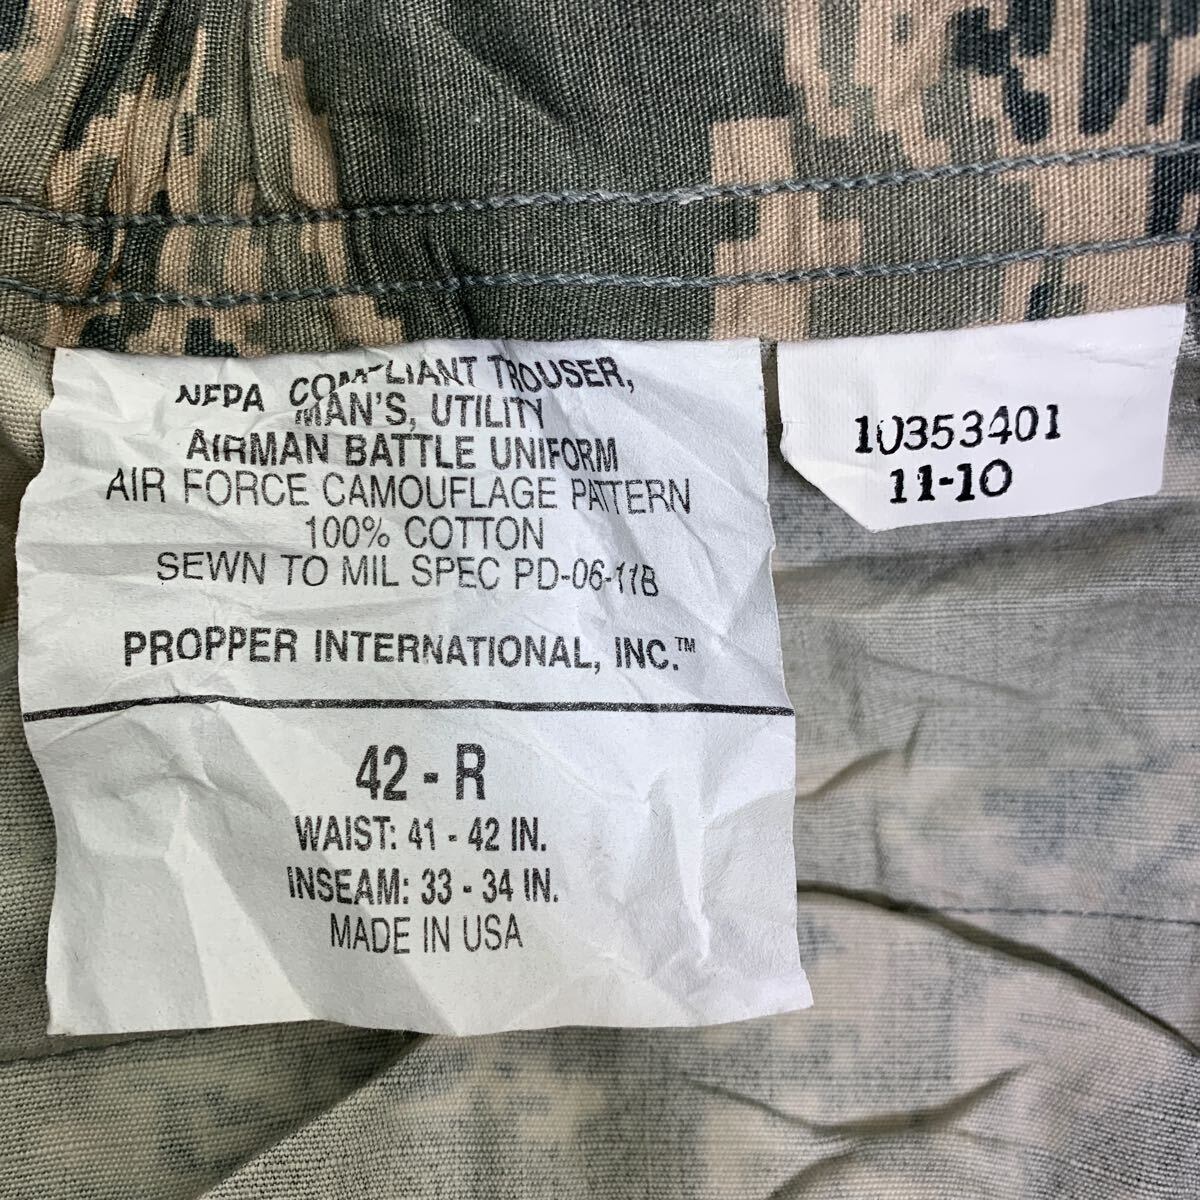 NFPA COMPLIANT TROUSER,
MAN'S, UTILITY
AIRMAN BATTLE UNIFORM
AIR FORCE CAMOUFLAGE PATTERN
100% COTTON
SEWN TO MIL SPEC PD-06-11B
PROPPER INTERNATIONAL, INC.™
42 - R
WAIST: 41 - 42 IN.
INSEAM: 33 - 34 IN.
MADE IN USA
10353401
11-10